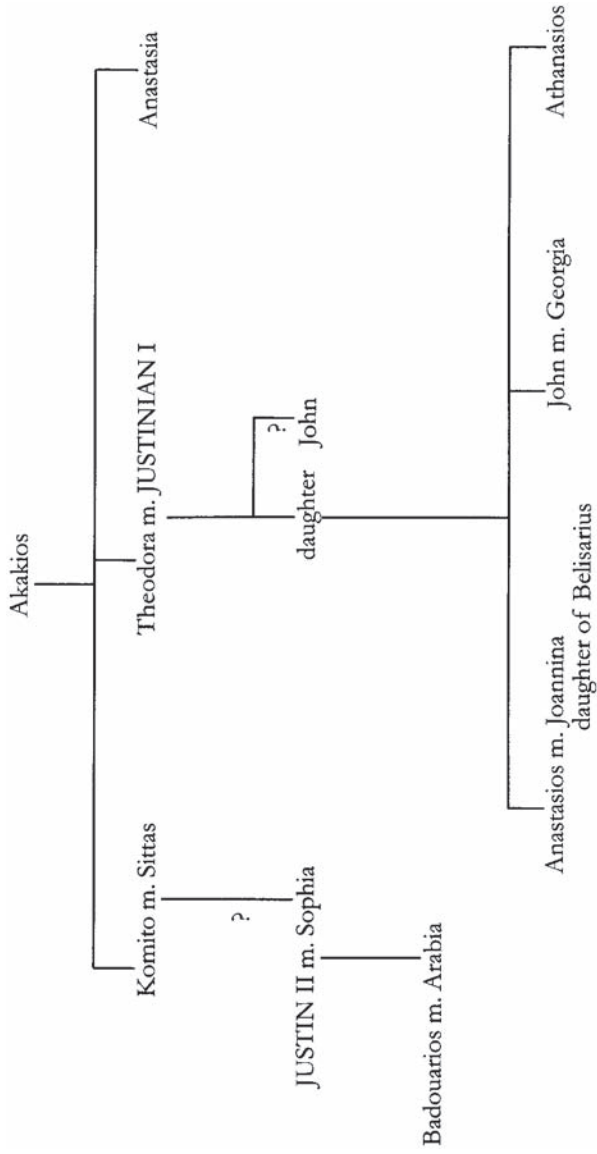 Akakios
Komito m. Sittas
Theodora m. JUSTINIAN I
Anastasia
?
?
JUSTIN II m. Sophia
daughter
John
Badouarios m. Arabia
Anastasios m. Joannina
daughter of Belisarius
John m. Georgia
Athanasios